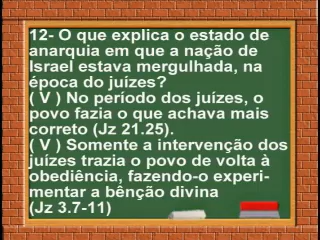 12- O que explica o estado de
anarquia em que a nação de
Israel estava mergulhada, na
época do juízes?
( V ) No período dos juízes, o
povo fazia o que achava mais
correto (Jz 21.25).
( V ) Somente a intervenção dos
juízes trazia o povo de volta à
obediência, fazendo-o experi-
mentar a bênção divina
(Jz 3.7-11)